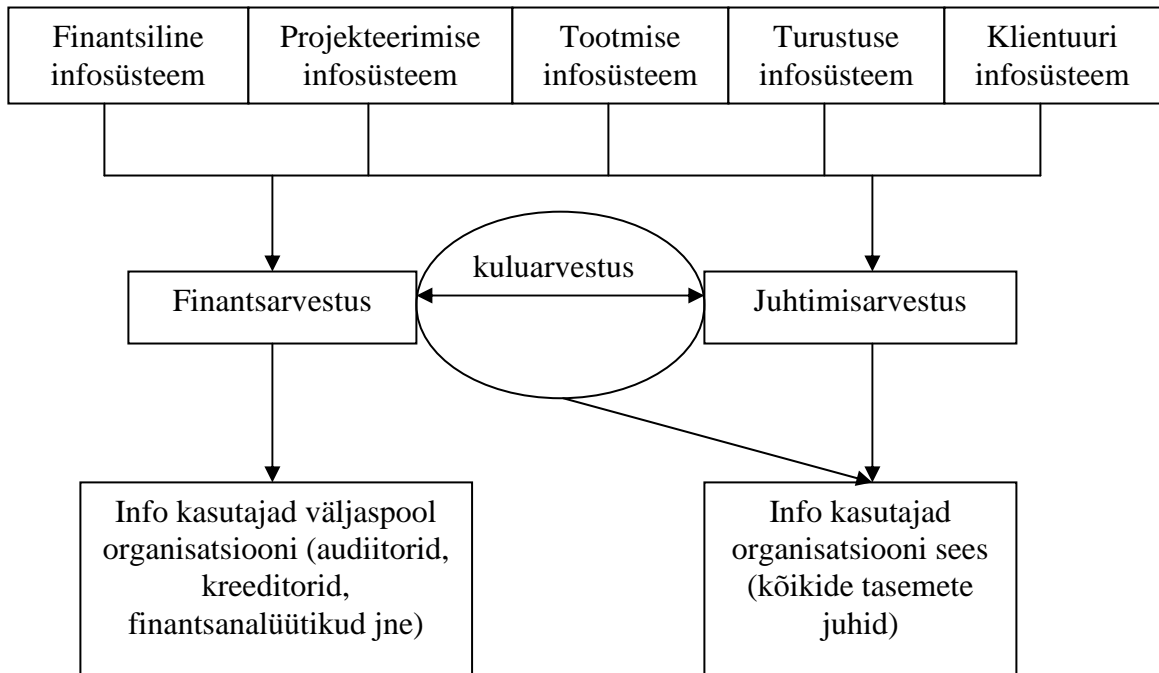 Finantsiline
infosüsteem
Projekteerimise
infosüsteem
Tootmise
infosüsteem
Turustuse
infosüsteem
Klientuuri
infosüsteem
kuluarvestus
Finantsarvestus
Juhtimisarvestus
Info kasutajad väljaspool
organisatsiooni (audiitorid,
kreeditorid,
finantsanalüütikud jne)
Info kasutajad
organisatsiooni sees
(kõikide tasemete
juhid)